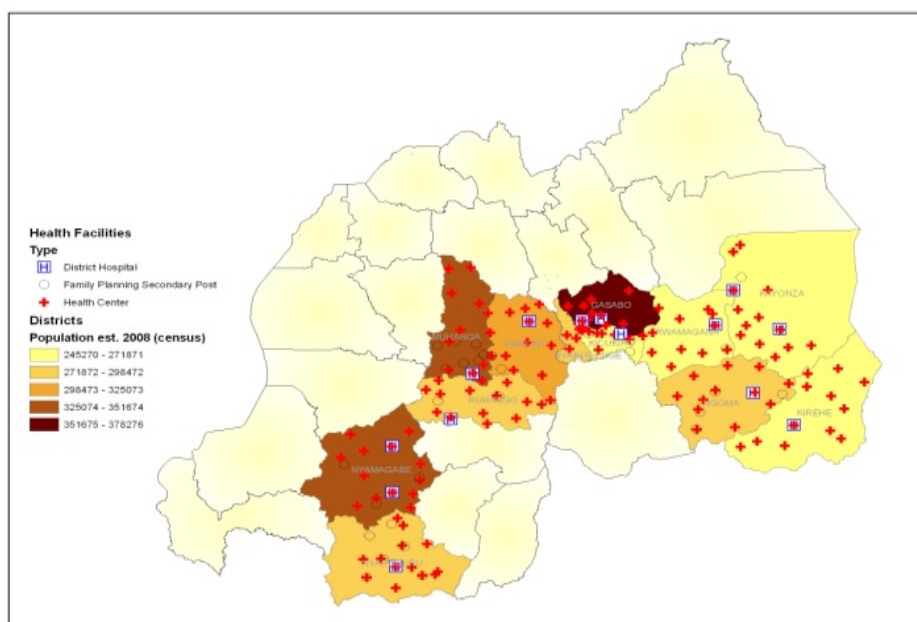 Health Facilities
Type
District Hospital
Family Planning Secondary Post
Health Center
Districts
Population est. 2008 (census)
245270 - 271871
271872 - 298472
298473 - 325073
325074 - 351674
351675 - 378276
GASABO
KAYONZA
RWAMAGANA
MUHANGA
RUHANGO
KIREHE
NYAMAGABE